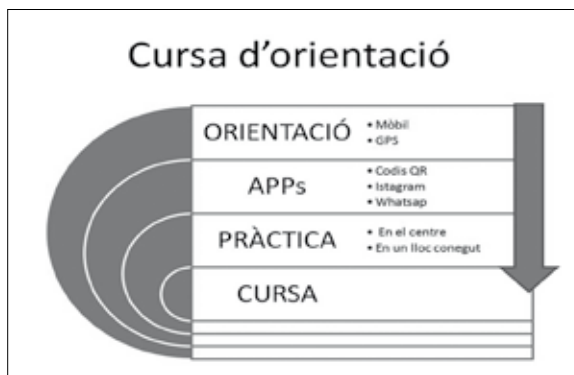 Cursa d'orientació
ORIENTACIÓ
• Mòbil
• GPS
APPs
• Codis QR
• Istagram
• Whatsap
PRÀCTICA
• En el centre
• En un lloc conegut
CURSA